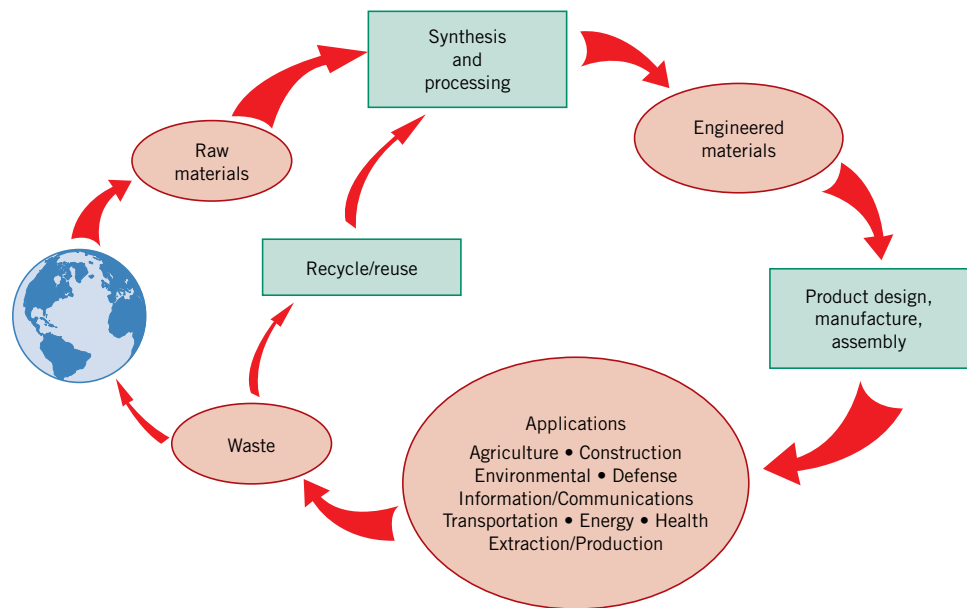 Synthesis
and
processing
Raw
materials
Engineered
materials
Recycle/reuse
Product design,
manufacture,
assembly
Applications
Agriculture • Construction
Environmental • Defense
Information/Communications
Transportation • Energy • Health
Extraction/Production
Waste